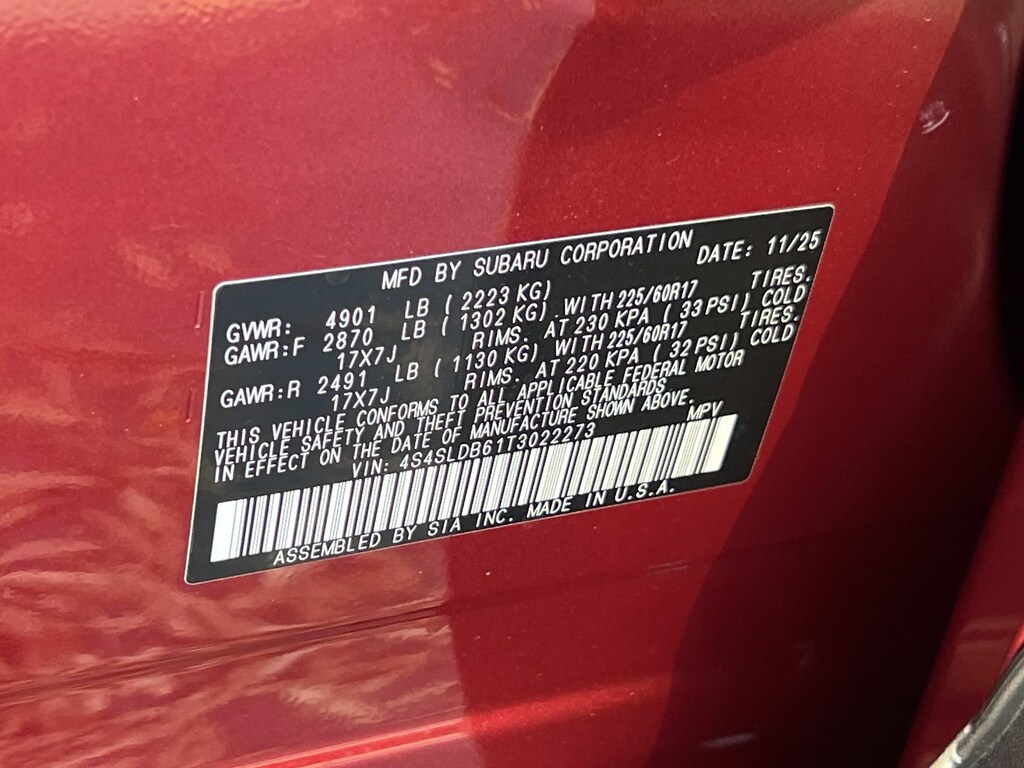 MFD BY SUBARU CORPORATION DATE: 11/25
GVWR: 4901 LB ( 2223 KG)
GAWR:F 2870 LB ( 1302 KG) WITH 225/60R17 TIRES.
17X7J RIMS. AT 230 KPA ( 33 PSI) COLD
GAWR:R 2491 LB ( 1130 KG) WITH 225/60R17 TIRES.
17X7J RIMS. AT 220 KPA ( 32 PSI) COLD
THIS VEHICLE CONFORMS TO ALL APPLICABLE FEDERAL MOTOR
VEHICLE SAFETY AND THEFT PREVENTION STANDARDS
IN EFFECT ON THE DATE OF MANUFACTURE SHOWN ABOVE.
VIN: 4S4SLDB61T3022273 MPV
ASSEMBLED BY SIA INC. MADE IN U.S.A.